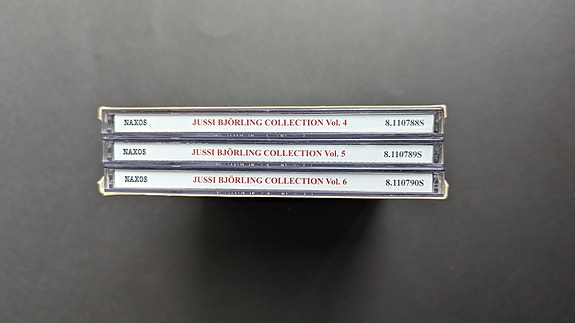 NAXOS JUSSI BJÖRLING COLLECTION Vol. 4 8.110788S
NAXOS JUSSI BJÖRLING COLLECTION Vol. 5 8.110789S
NAXOS JUSSI BJÖRLING COLLECTION Vol. 6 8.110790S